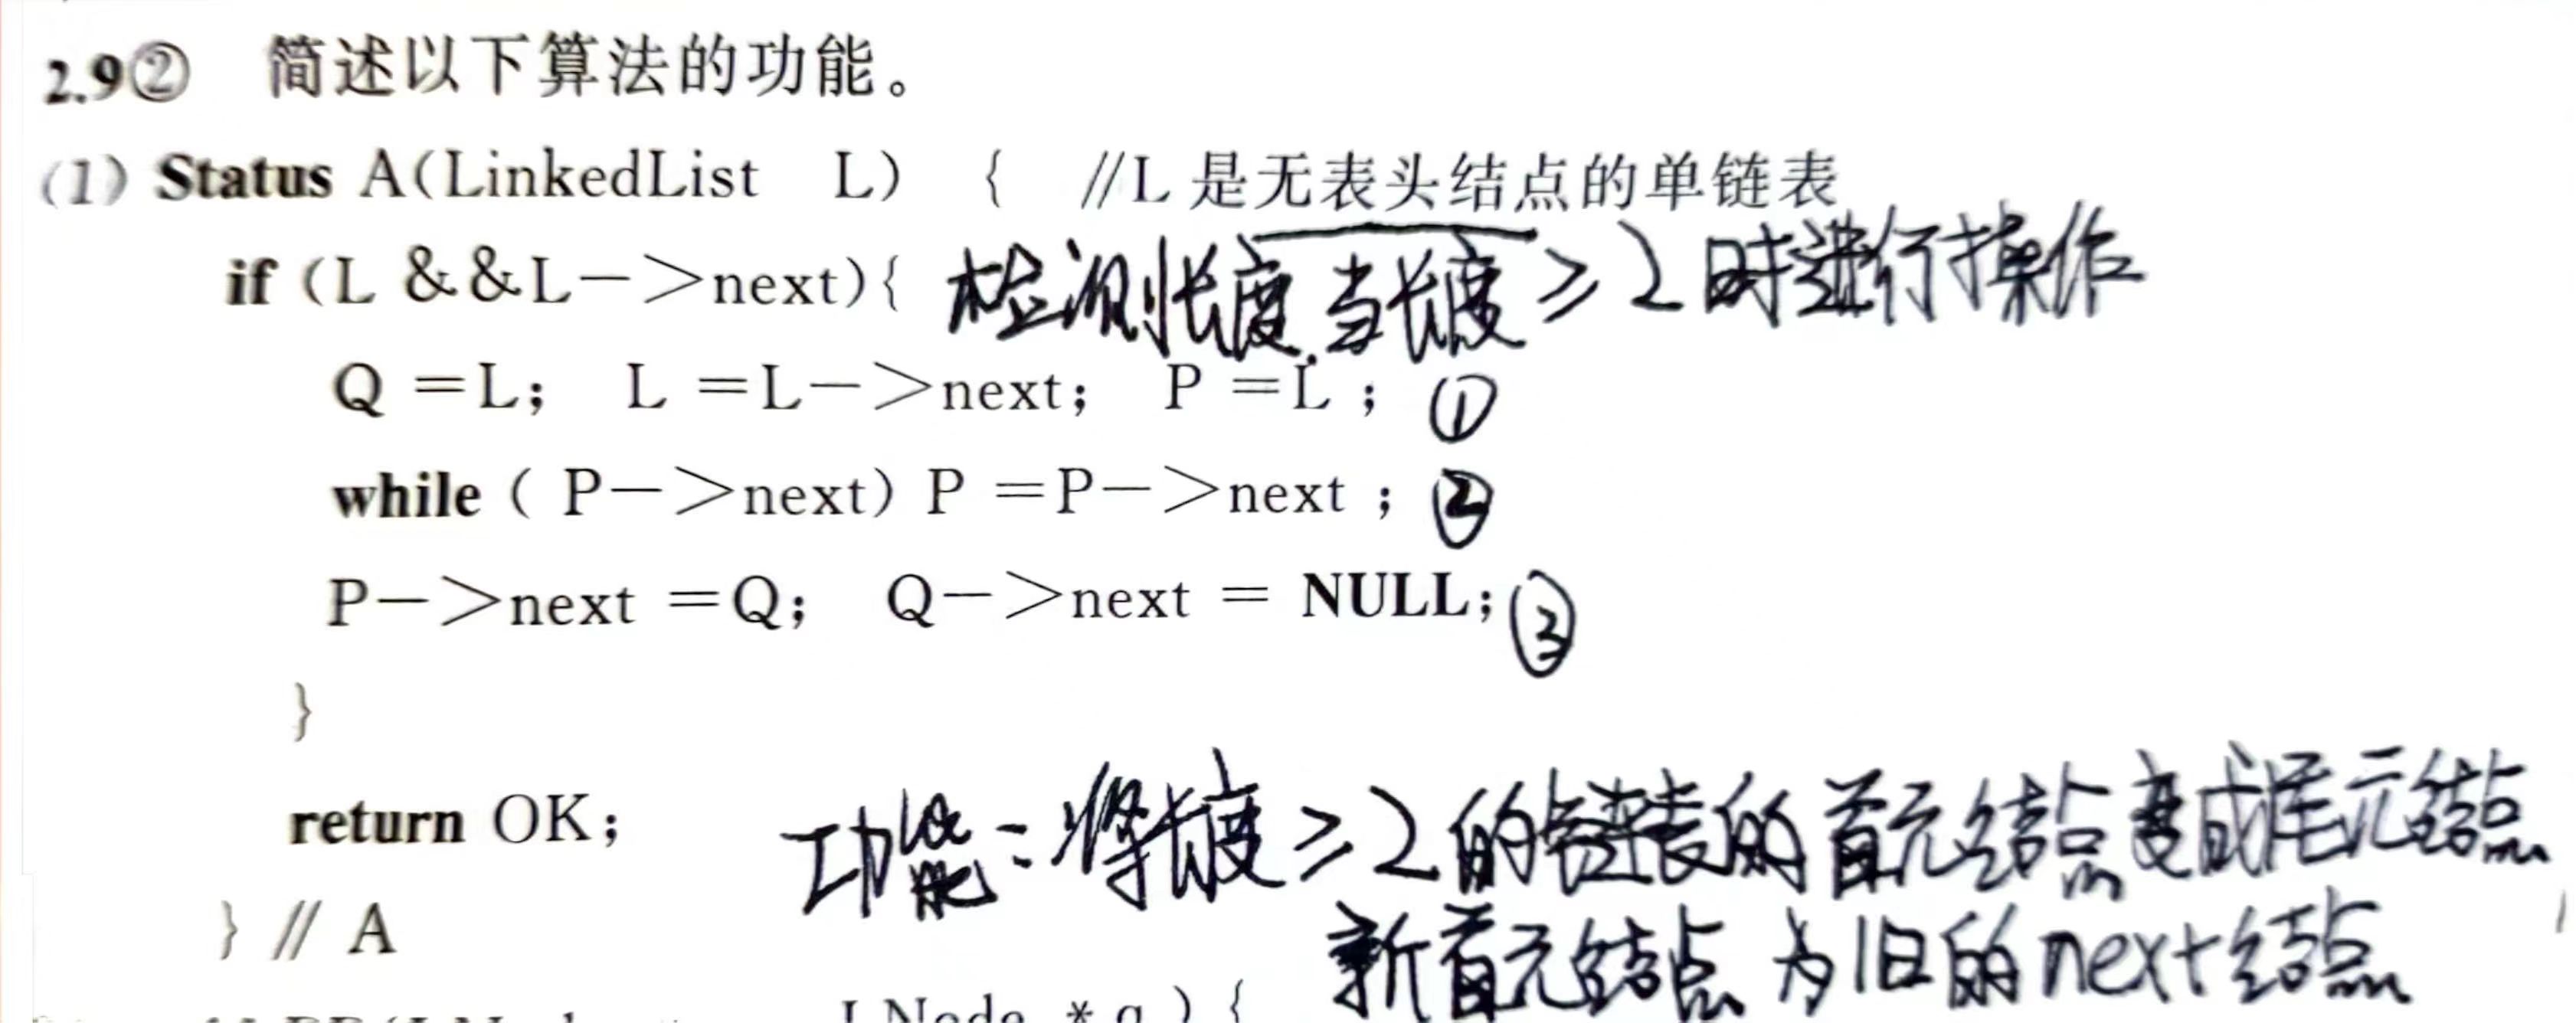 2.9② 简述以下算法的功能。
(1) Status A(LinkedList L) { //L 是无表头结点的单链表
if (L &&L—>next){ 检测长度,当长度≥2时进行操作
Q =L; L =L—>next; P =L ; ①
while ( P—>next) P =P—>next ; ②
P—>next =Q; Q—>next = NULL; ③
}
return OK; 功能:将长度≥2的链表的首元结点变成尾元结点
} // A 新首元结点为旧的next结点
LNode *q ) {